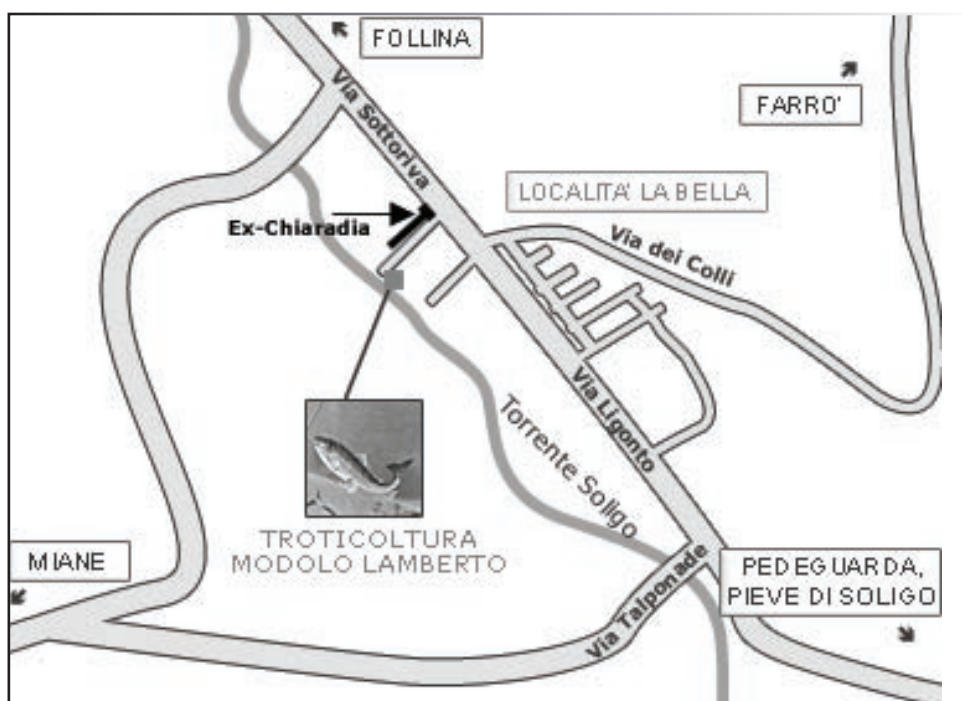 FOLLINA
FARRO'
Via Sottoriva
LOCALITA' LA BELLA
Ex-Chiaradia
Via dei Colli
Via Ligonto
Torrente Soligo
TROTICOLTURA
MODOLO LAMBERTO
MIANE
PEDEGUARDA,
PIEVE DI SOLIGO
Via Talponade